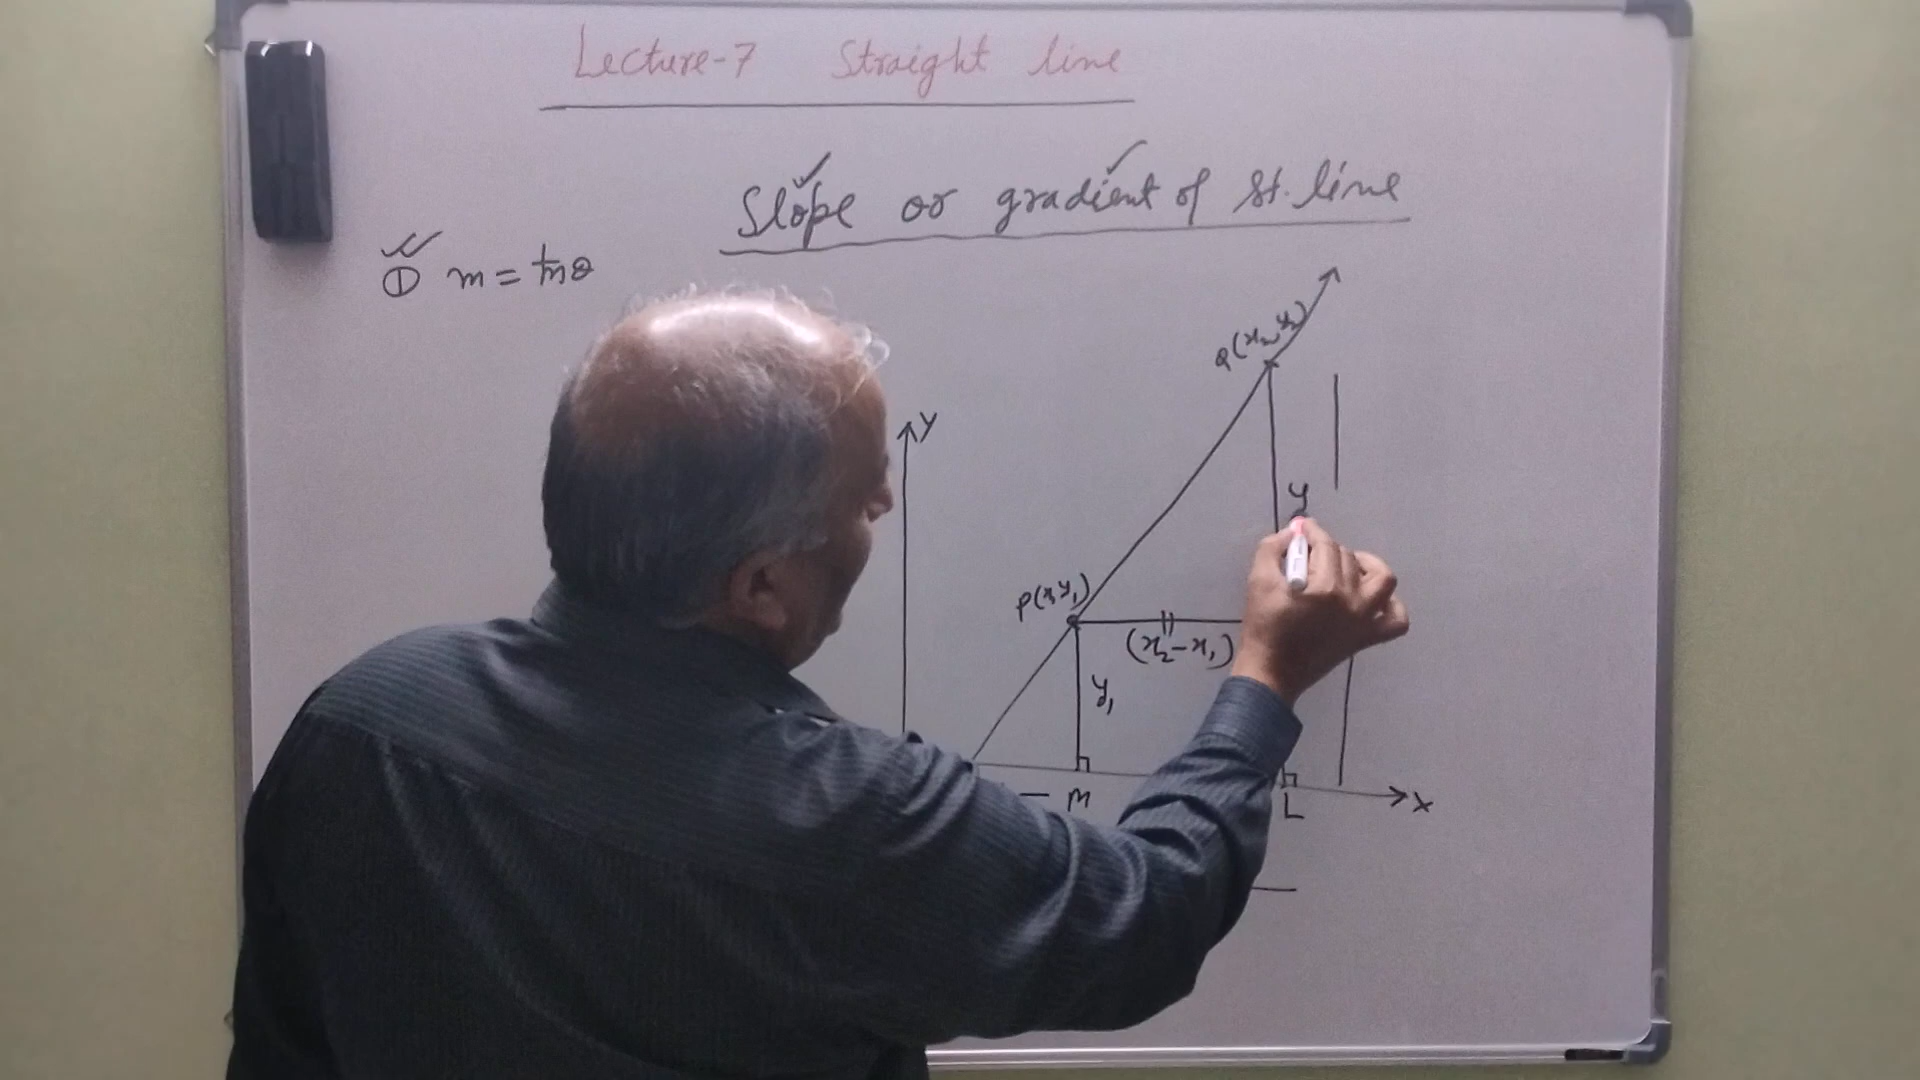 Lecture-7 Straight line
Slope or gradient of St. line
① m = tanθ
Q(x₂, y₂)
Y
y
P(x₁ y₁)
(x₂-x₁)
y₁
M
L
X